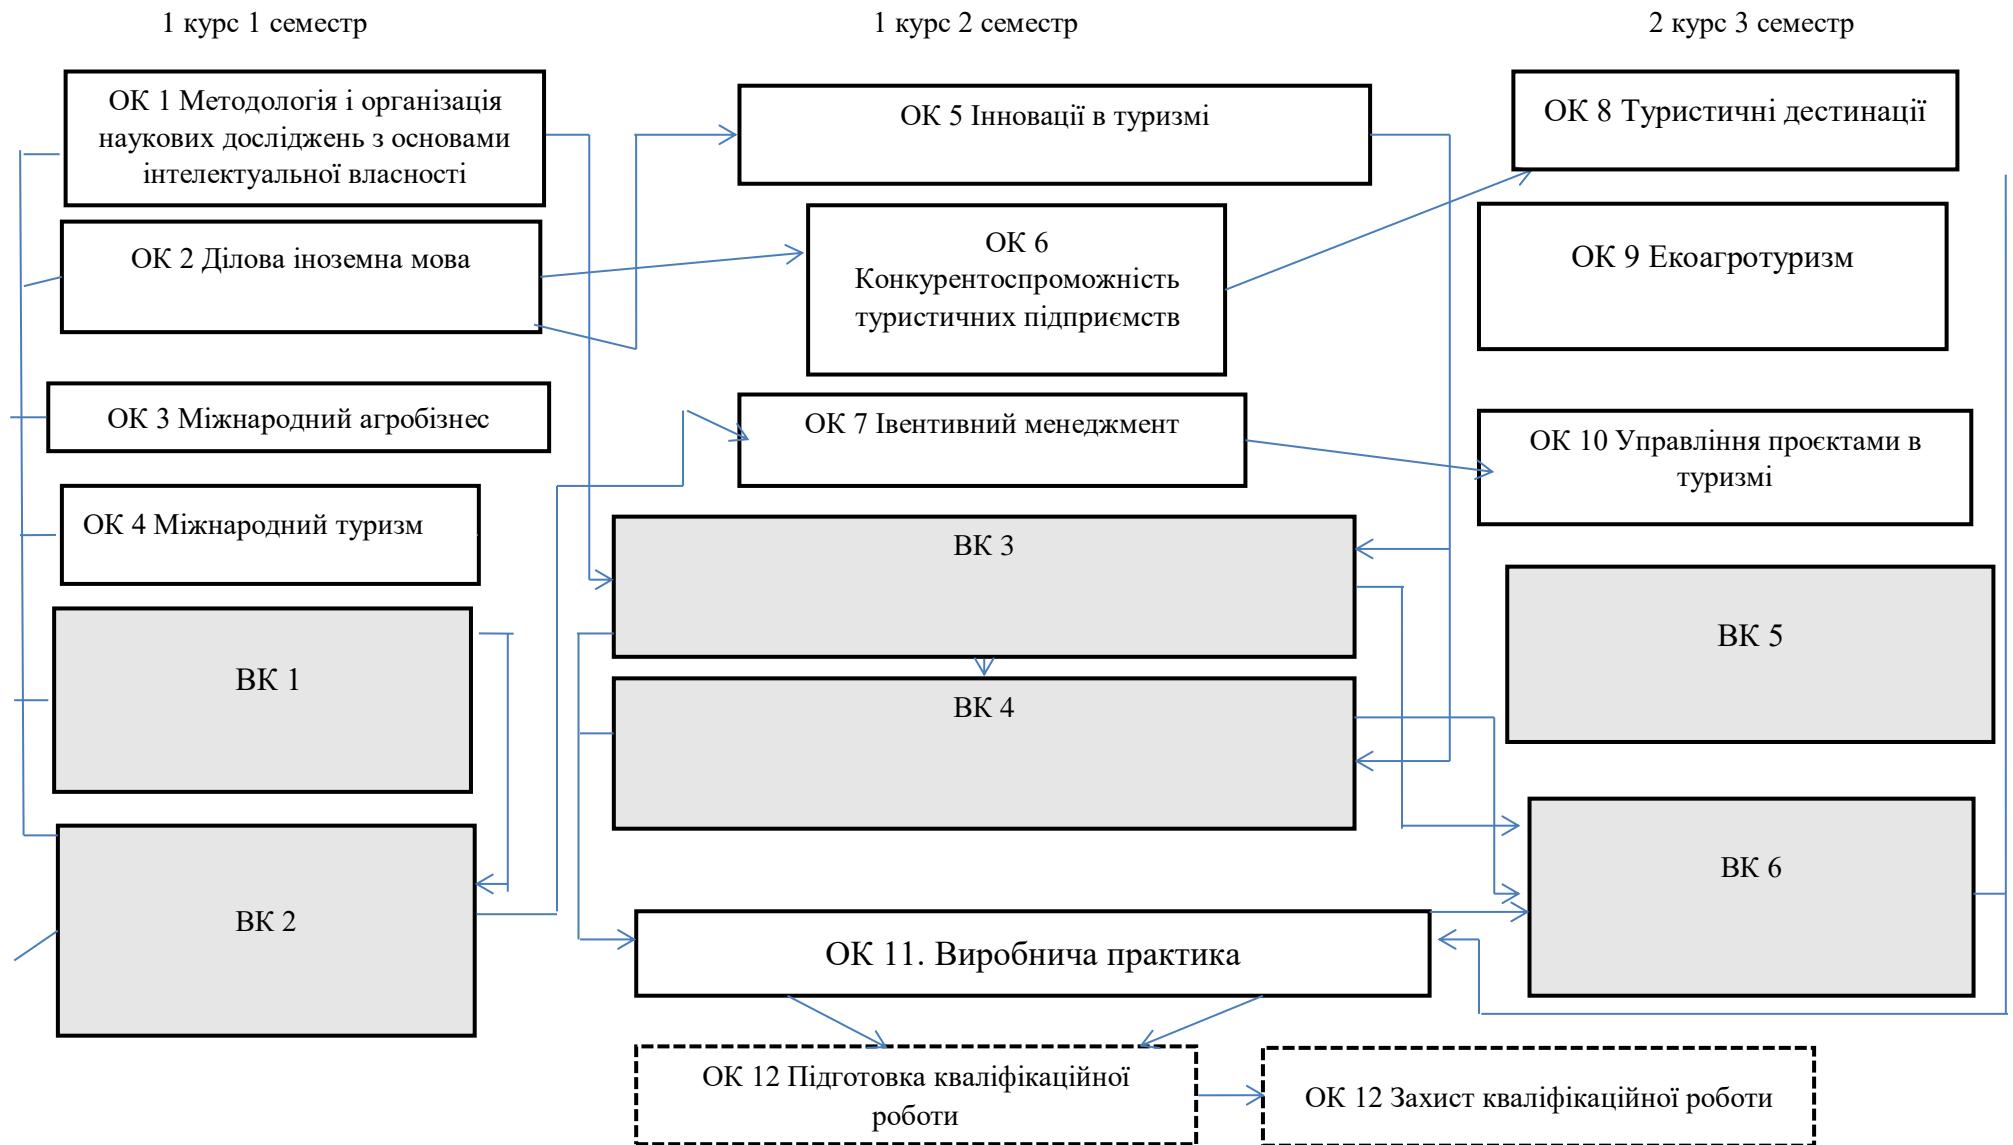 1 курс 1 семестр
1 курс 2 семестр
2 курс 3 семестр
ОК 1 Методологія і організація
наукових досліджень з основами
інтелектуальної власності
ОК 2 Ділова іноземна мова
ОК 3 Міжнародний агробізнес
ОК 4 Міжнародний туризм
ВК 1
ВК 2
ОК 5 Інновації в туризмі
ОК 6
Конкурентоспроможність
туристичних підприємств
ОК 7 Івентивний менеджмент
ВК 3
ВК 4
ОК 11. Виробнича практика
ОК 12 Підготовка кваліфікаційної
роботи
ОК 12 Захист кваліфікаційної роботи
ОК 8 Туристичні дестинації
ОК 9 Екоагротуризм
ОК 10 Управління проєктами в
туризмі
ВК 5
ВК 6